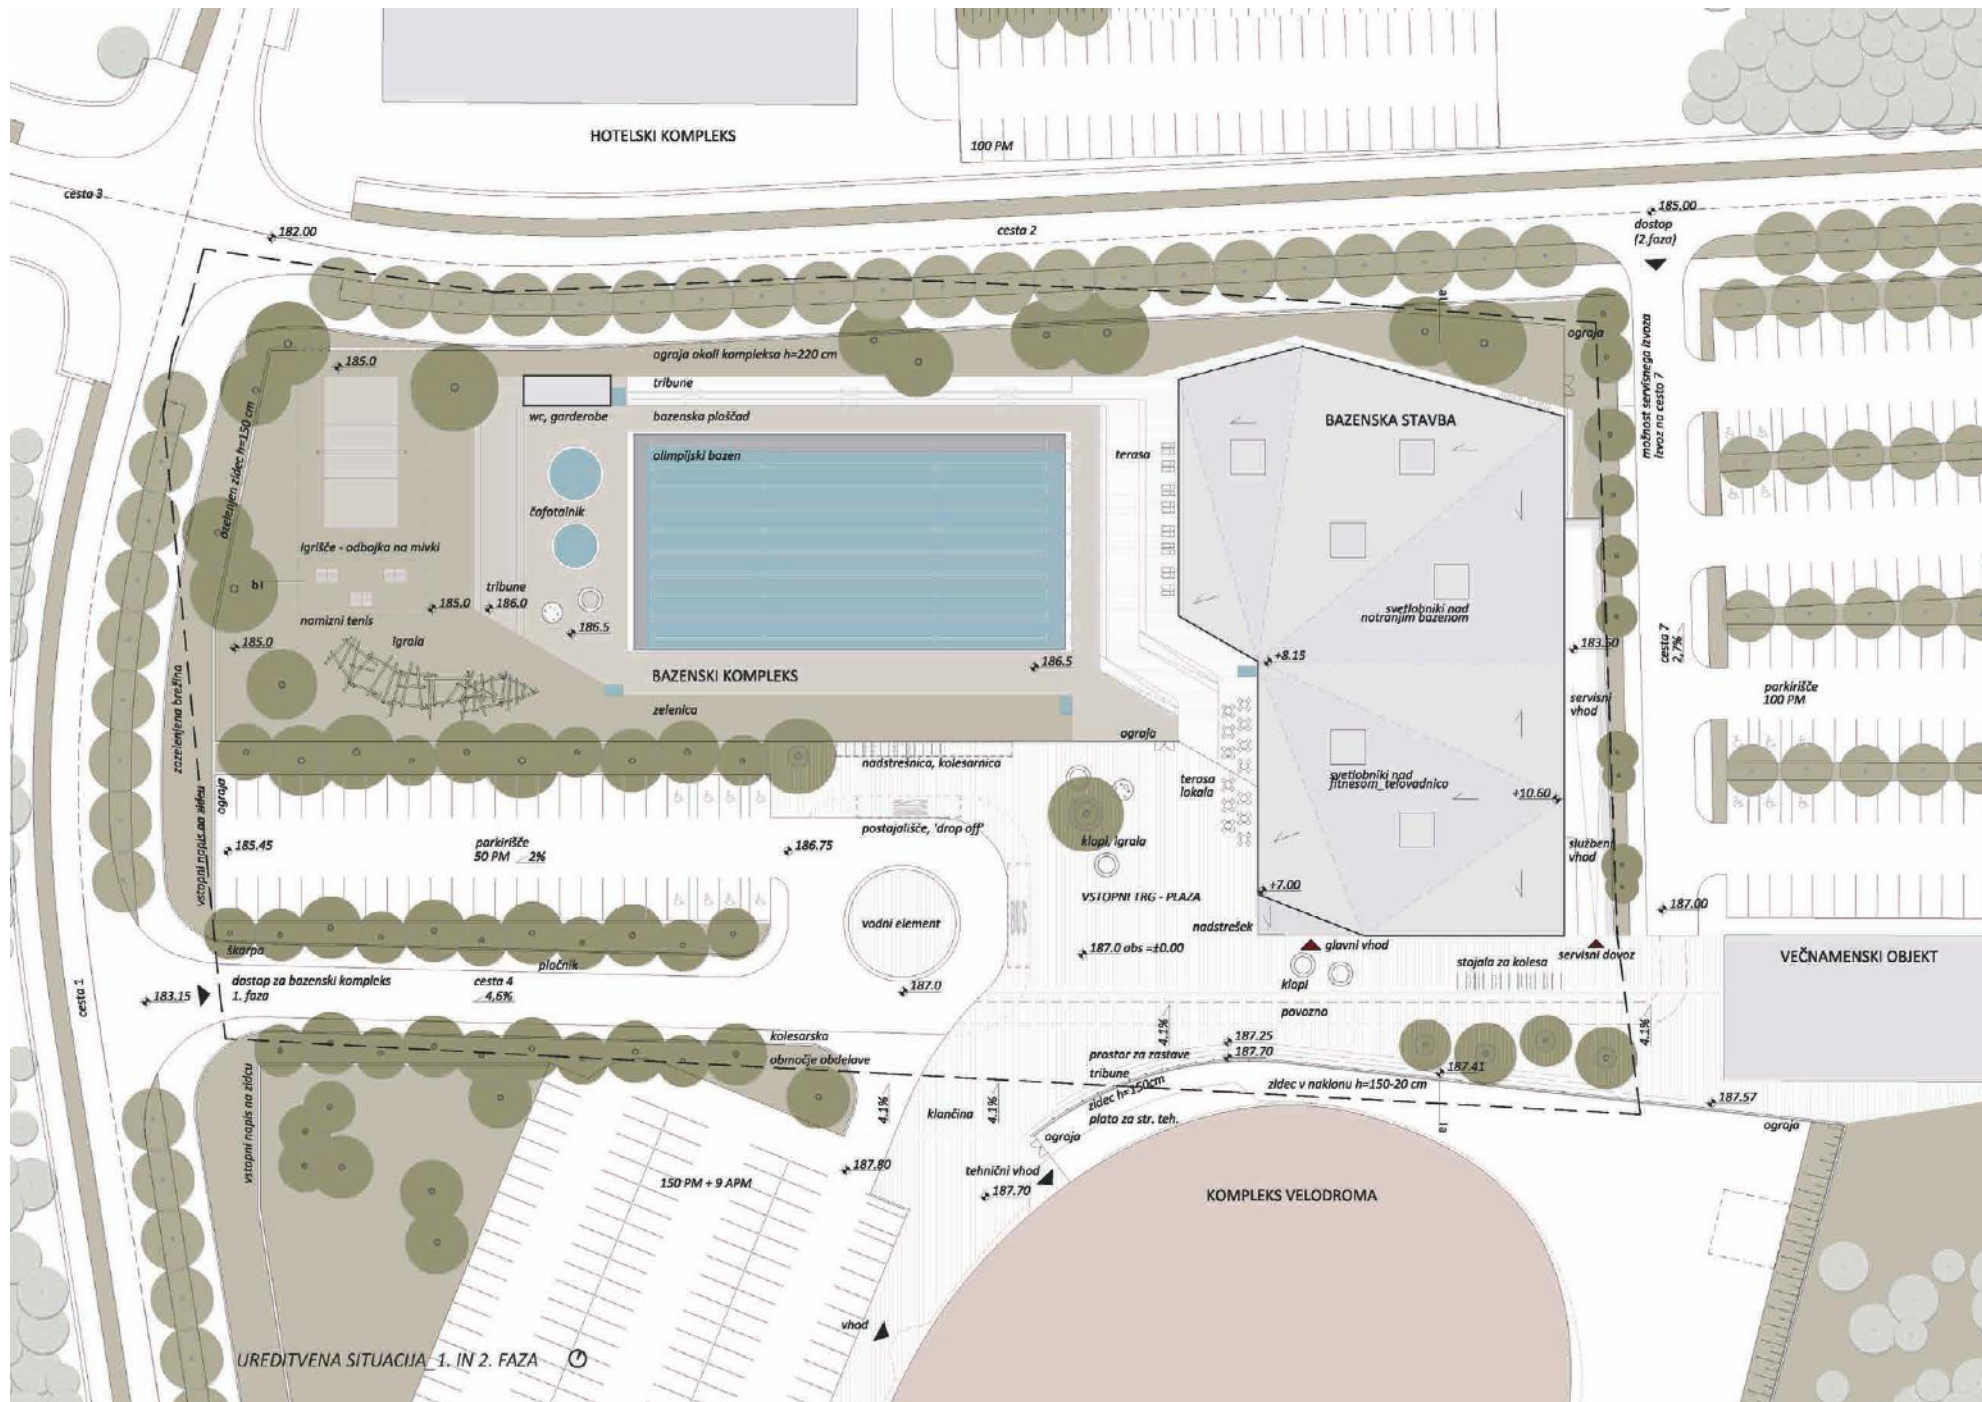 HOTELSKI KOMPLEKS
100 PM
cesta 3
182.00
cesta 2
185.00
dostop
(2.faza)
ograja
185.0
ograja okoli kompleksa h=220 cm
tribune
wc, garderobe
bazenska ploščad
BAZENSKA STAVBA
možnost servisnega izvoza
izvoz na cesto 7
ozelenjen zidec h=150 cm
olimpijski bazen
terasa
čofotalnik
igrišče - odbojka na mivki
b1
tribune
185.0
186.0
svetlobniki nad
notranjim bazenom
namizni tenis
186.5
igrala
185.0
183.50
cesta 7
2,7%
+8.15
186.5
BAZENSKI KOMPLEKS
parkirišče
100 PM
zelenica
servisni
vhod
zazelenjena brežina
ograja
nadstrešnica, kolesarnica
terasa
lokala
svetlobniki nad
fitnesom_telovadnico
+10.60
ograja
vstopni napis na zidcu
postajališče, 'drop off'
185.45
parkirišče
50 PM 2%
186.75
klopi, igrala
službeni
vhod
+7.00
VSTOPNI TRG - PLAZA
187.00
vodni element
BUS
nadstrešek
187.0 obs =±0.00
glavni vhod
servisni dovoz
VEČNAMENSKI OBJEKT
škarpa
pločnik
stojala za kolesa
dostop za bazenski kompleks
1. faza
cesta 4
4,6%
187.0
klopi
183.15
cesta 1
povozno
4.1%
4.1%
kolesarska
187.25
območje obdelave
prostor za zastave
187.70
tribune
187.41
vstopni napis na zidcu
zidec h=150cm
zidec v naklonu h=150-20 cm
187.57
4.1%
klančina
4.1%
plato za str. teh.
ograja
ograja
187.80
tehnični vhod
150 PM + 9 APM
187.70
KOMPLEKS VELODROMA
vhod
UREDITVENA SITUACIJA_1. IN 2. FAZA